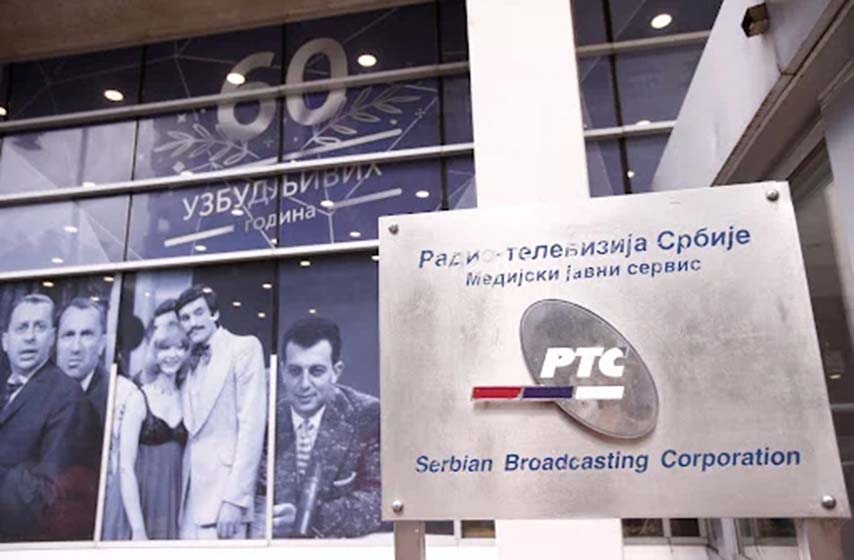 60
УЗБУДЉИВИХ
година
Радио-телевизија Србије
Медијски јавни сервис
РТС
Serbian Broadcasting Corporation